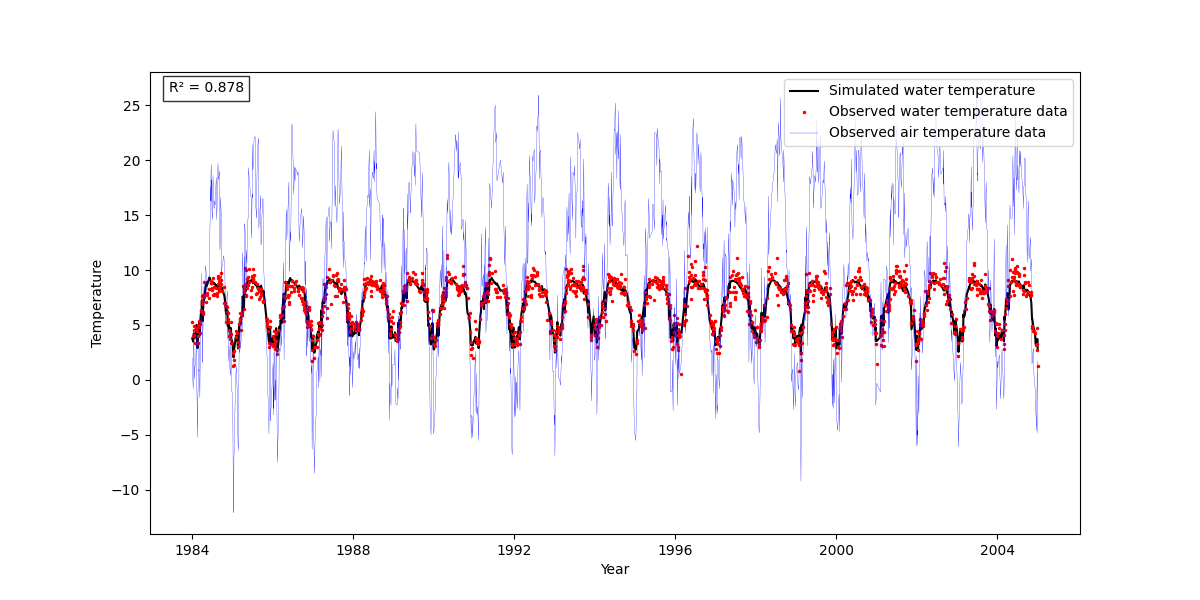 R² = 0.878
Simulated water temperature
Observed water temperature data
Observed air temperature data
25
20
15
10
5
0
−5
−10
Temperature
1984 1988 1992 1996 2000 2004
Year